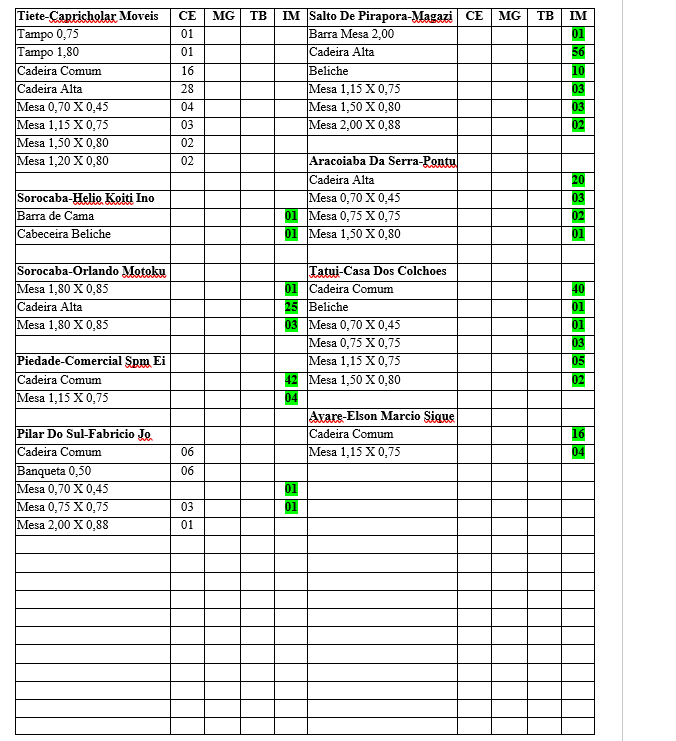 Tiete-Capricholar Moveis CE MG TB IM
Tampo 0,75 01
Tampo 1,80 01
Cadeira Comum 16
Cadeira Alta 28
Mesa 0,70 X 0,45 04
Mesa 1,15 X 0,75 03
Mesa 1,50 X 0,80 02
Mesa 1,20 X 0,80 02
Sorocaba-Helio Koiti Ino
Barra de Cama 01
Cabeceira Beliche 01
Sorocaba-Orlando Motoku
Mesa 1,80 X 0,85 01
Cadeira Alta 25
Mesa 1,80 X 0,85 03
Piedade-Comercial Spm Ei
Cadeira Comum 42
Mesa 1,15 X 0,75 04
Pilar Do Sul-Fabricio Jo
Cadeira Comum 06
Banqueta 0,50 06
Mesa 0,70 X 0,45 01
Mesa 0,75 X 0,75 03 01
Mesa 2,00 X 0,88 01
Salto De Pirapora-Magazi CE MG TB IM
Barra Mesa 2,00 01
Cadeira Alta 56
Beliche 10
Mesa 1,15 X 0,75 03
Mesa 1,50 X 0,80 03
Mesa 2,00 X 0,88 02
Aracoiaba Da Serra-Pontu
Cadeira Alta 20
Mesa 0,70 X 0,45 03
Mesa 0,75 X 0,75 02
Mesa 1,50 X 0,80 01
Tatui-Casa Dos Colchoes
Cadeira Comum 40
Beliche 01
Mesa 0,70 X 0,45 01
Mesa 0,75 X 0,75 03
Mesa 1,15 X 0,75 05
Mesa 1,50 X 0,80 02
Avare-Elson Marcio Sique
Cadeira Comum 16
Mesa 1,15 X 0,75 04